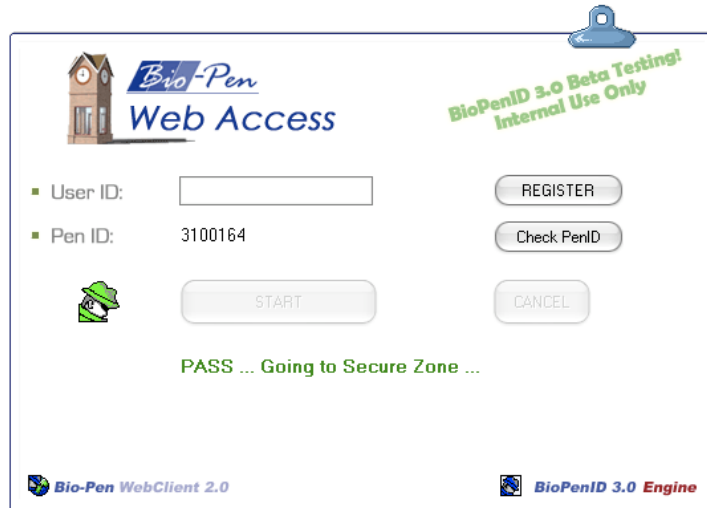 Bio-Pen
Web Access
BioPenID 3.0 Beta Testing!
Internal Use Only
User ID:
REGISTER
Pen ID: 3100164
Check PenID
START
CANCEL
PASS ... Going to Secure Zone ...
Bio-Pen WebClient 2.0
BioPenID 3.0 Engine